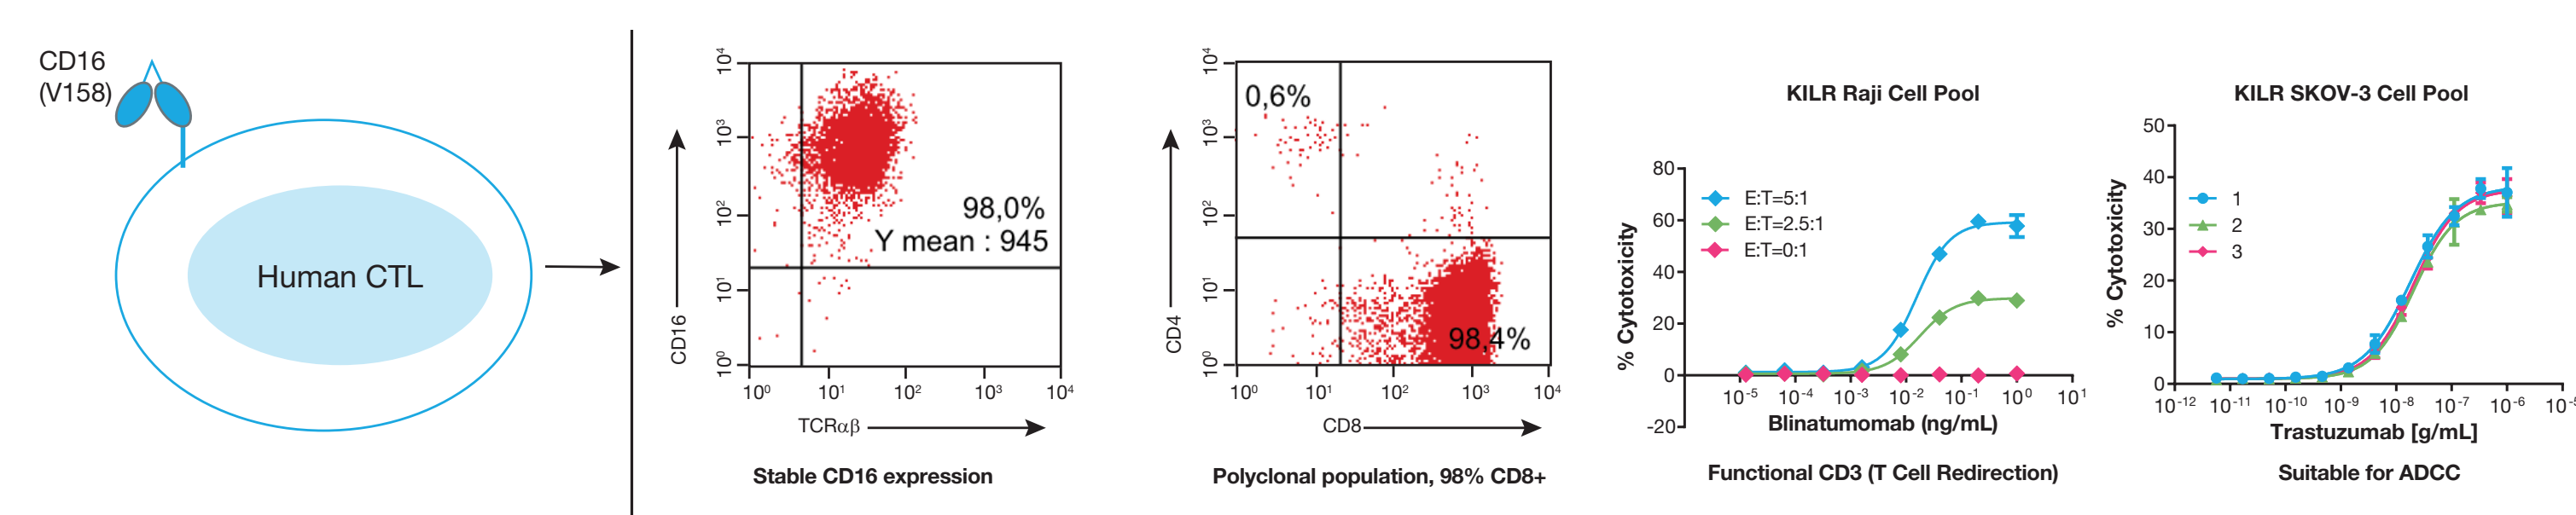 CD16
(V158)
Human CTL
10⁴
10³
10²
10¹
10⁰
CD16
98,0%
Y mean : 945
10⁰ 10¹ 10² 10³ 10⁴
TCRαβ
Stable CD16 expression
10⁴
10³
10²
10¹
10⁰
CD4
0,6%
98,4%
10⁰ 10¹ 10² 10³ 10⁴
CD8
Polyclonal population, 98% CD8+
KILR Raji Cell Pool
% Cytotoxicity
80
60
40
20
0
-20
E:T=5:1
E:T=2.5:1
E:T=0:1
10⁻⁵ 10⁻⁴ 10⁻³ 10⁻² 10⁻¹ 10⁰ 10¹
Blinatumomab (ng/mL)
Functional CD3 (T Cell Redirection)
KILR SKOV-3 Cell Pool
% Cytotoxicity
50
40
30
20
10
0
1
2
3
10⁻¹² 10⁻¹¹ 10⁻¹⁰ 10⁻⁹ 10⁻⁸ 10⁻⁷ 10⁻⁶ 10⁻⁵
Trastuzumab [g/mL]
Suitable for ADCC